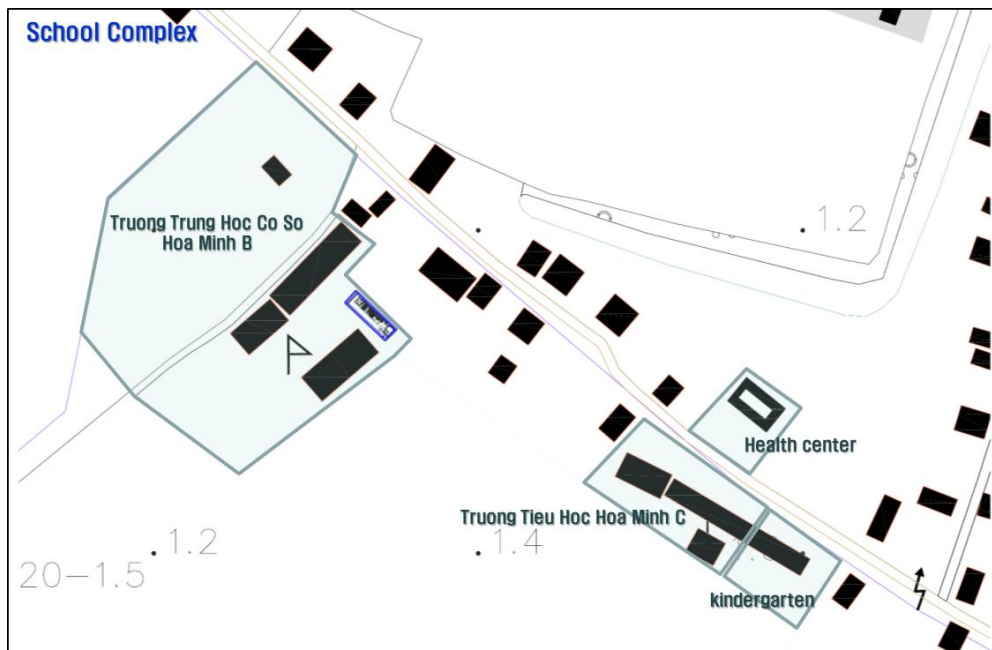 School Complex
Truong Trung Hoc Co So
Hoa Minh B
1.2
Health center
Truong Tieu Hoc Hoa Minh C
1.2
1.4
20-1.5
kindergarten